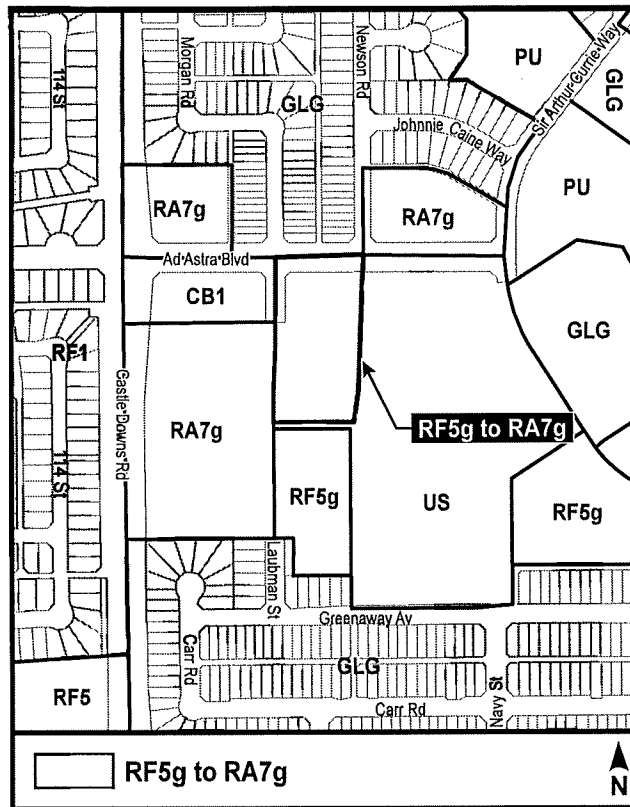 114 St
Morgan Rd
Newson Rd
GLG
PU
Sir Arthur Currie Way
GLG
Johnnie Caine Way
PU
RA7g
RA7g
Ad Astra Blvd
CB1
GLG
RF1
Castle Downs Rd
RA7g
RF5g to RA7g
114 St
RF5g
US
RF5g
Laubman St
Greenaway Av
Carr Rd
GLG
RF5
Carr Rd
Navy St
RF5g to RA7g
N